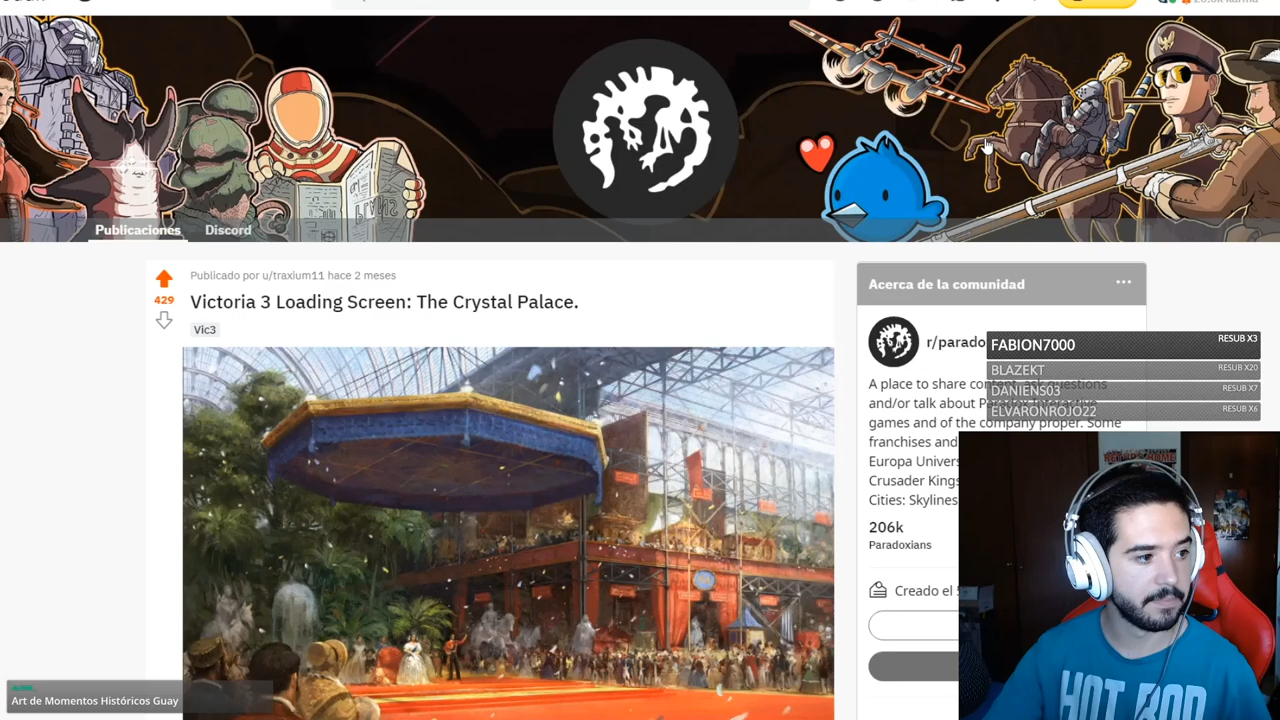 Publicaciones
Discord
Publicado por u/traxium11 hace 2 meses
429
Victoria 3 Loading Screen: The Crystal Palace.
Vic3
Acerca de la comunidad
r/parado
A place to share content, ask questions
and/or talk about
games and of the company proper. Some
franchises and
Europa Univers
Crusader Kings
Cities: Skylines
206k
Paradoxians
Creado el
FABION7000
RESUB X3
BLAZEKT
RESUB X20
DANIENS03
RESUB X7
ELVARONROJO22
RESUB X6
Art de Momentos Históricos Guay
HOT ROD